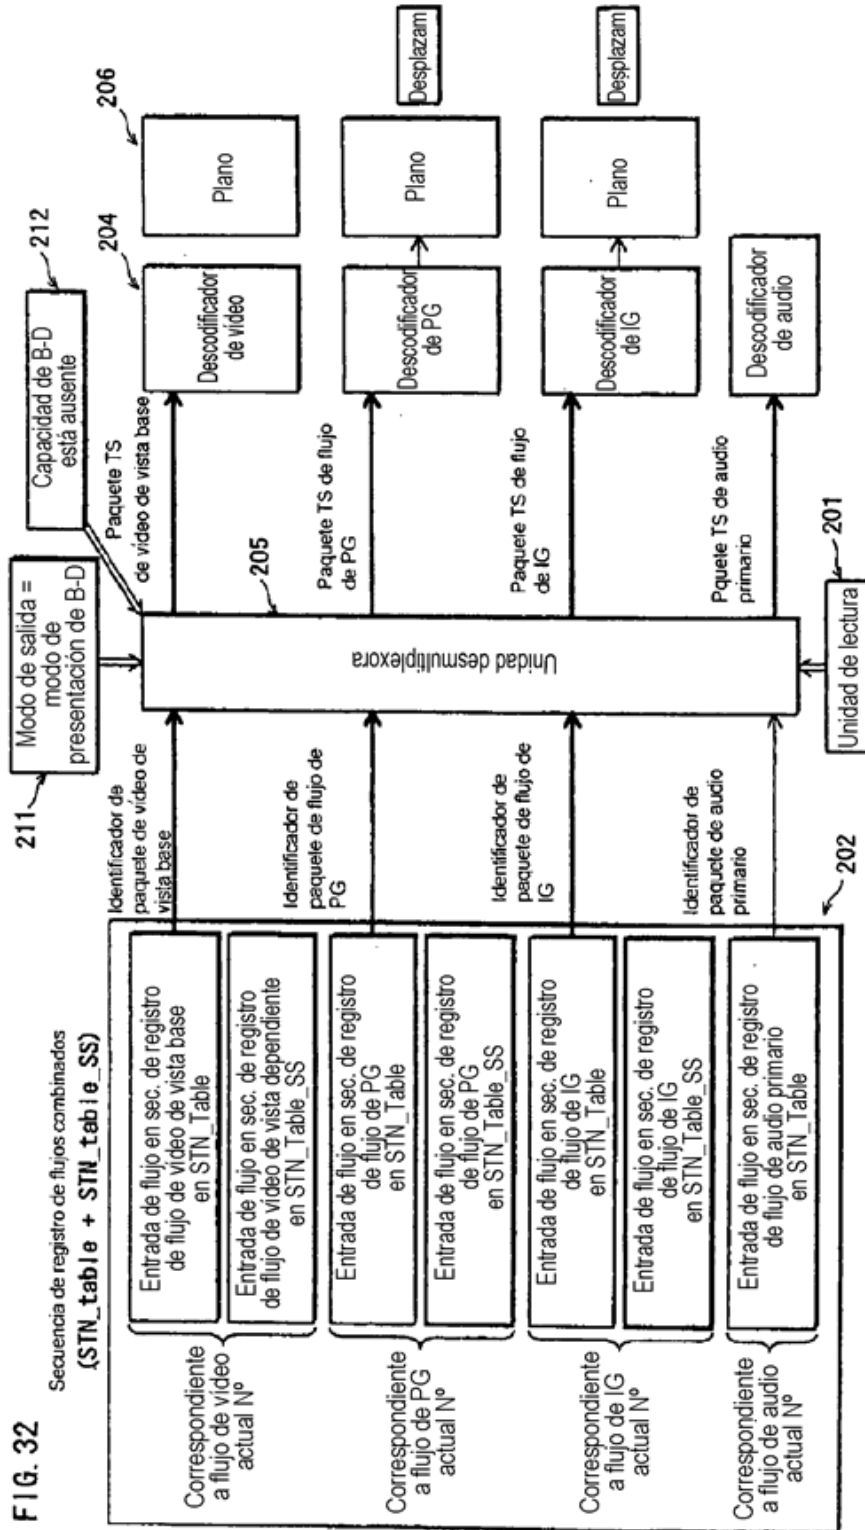 FIG. 32
Secuencia de registro de flujos combinados
(STN_table + STN_table_SS)
Correspondiente
a flujo de vídeo
actual Nº
Entrada de flujo en sec. de registro
de flujo de vídeo de vista base
en STN_Table
Entrada de flujo en sec. de registro
de flujo de vídeo de vista dependiente
en STN_Table_SS
Correspondiente
a flujo de PG
actual Nº
Entrada de flujo en sec. de registro
de flujo de PG
en STN_Table
Entrada de flujo en sec. de registro
de flujo de PG
en STN_Table_SS
Correspondiente
a flujo de IG
actual Nº
Entrada de flujo en sec. de registro
de flujo de IG
en STN_Table
Entrada de flujo en sec. de registro
de flujo de IG
en STN_Table_SS
Correspondiente
a flujo de audio
actual Nº
Entrada de flujo en sec. de registro
de flujo de audio primario
en STN_Table
202
Identificador de
paquete de vídeo de
vista base
Identificador de
paquete de flujo de
PG
Identificador de
paquete de flujo de
IG
Identificador de
paquete de audio
primario
211
Modo de salida =
modo de
presentación de B-D
Capacidad de B-D
está ausente
212
205
Unidad desmultiplexora
Unidad de lectura
201
Paquete TS
de vídeo de vista base
Paquete TS de flujo
de PG
Paquete TS de flujo
de IG
Pquete TS de audio
primario
204
Descodificador
de vídeo
Descodificador
de PG
Descodificador
de IG
Descodificador
de audio
206
Plano
Plano
Plano
Desplazam
Desplazam